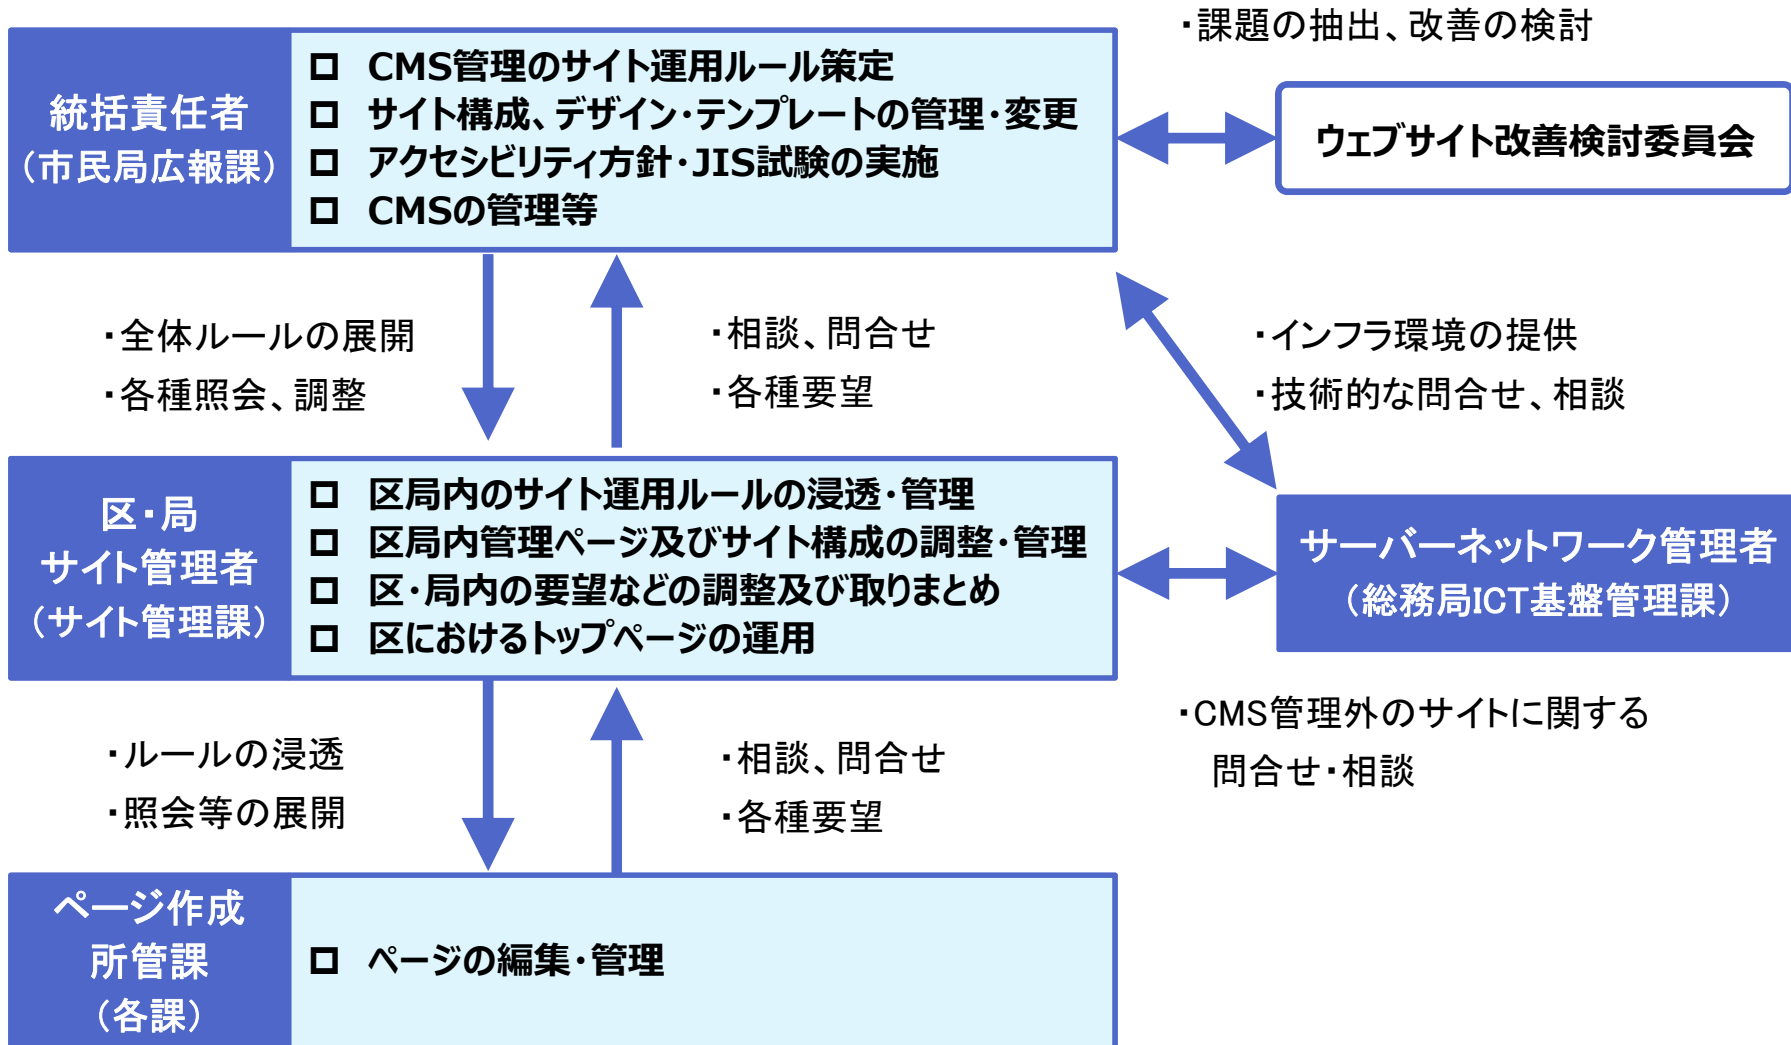 ・課題の抽出、改善の検討
統括責任者
（市民局広報課）
□ CMS管理のサイト運用ルール策定
□ サイト構成、デザイン・テンプレートの管理・変更
□ アクセシビリティ方針・JIS試験の実施
□ CMSの管理等
ウェブサイト改善検討委員会
・全体ルールの展開
・各種照会、調整
・相談、問合せ
・各種要望
・インフラ環境の提供
・技術的な問合せ、相談
区・局
サイト管理者
（サイト管理課）
□ 区局内のサイト運用ルールの浸透・管理
□ 区局内管理ページ及びサイト構成の調整・管理
□ 区・局内の要望などの調整及び取りまとめ
□ 区におけるトップページの運用
サーバーネットワーク管理者
（総務局ICT基盤管理課）
・ルールの浸透
・照会等の展開
・相談、問合せ
・各種要望
・CMS管理外のサイトに関する
問合せ・相談
ページ作成
所管課
（各課）
□ ページの編集・管理